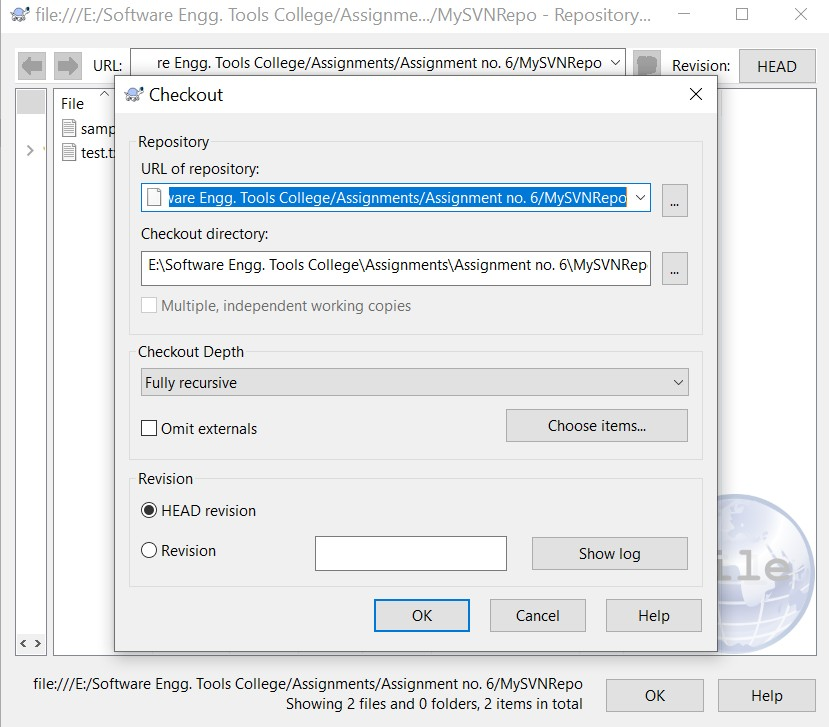 file:///E:/Software Engg. Tools College/Assignme.../MySVNRepo - Repository...
URL: re Engg. Tools College/Assignments/Assignment no. 6/MySVNRepo Revision: HEAD
File
samp
test.t
Checkout
Repository
URL of repository:
ware Engg. Tools College/Assignments/Assignment no. 6/MySVNRepo
...
Checkout directory:
E:\Software Engg. Tools College\Assignments\Assignment no. 6\MySVNRep
...
Multiple, independent working copies
Checkout Depth
Fully recursive
Omit externals
Choose items...
Revision
HEAD revision
Revision
Show log
OK Cancel Help
ile
file:///E:/Software Engg. Tools College/Assignments/Assignment no. 6/MySVNRepo
Showing 2 files and 0 folders, 2 items in total
OK Help